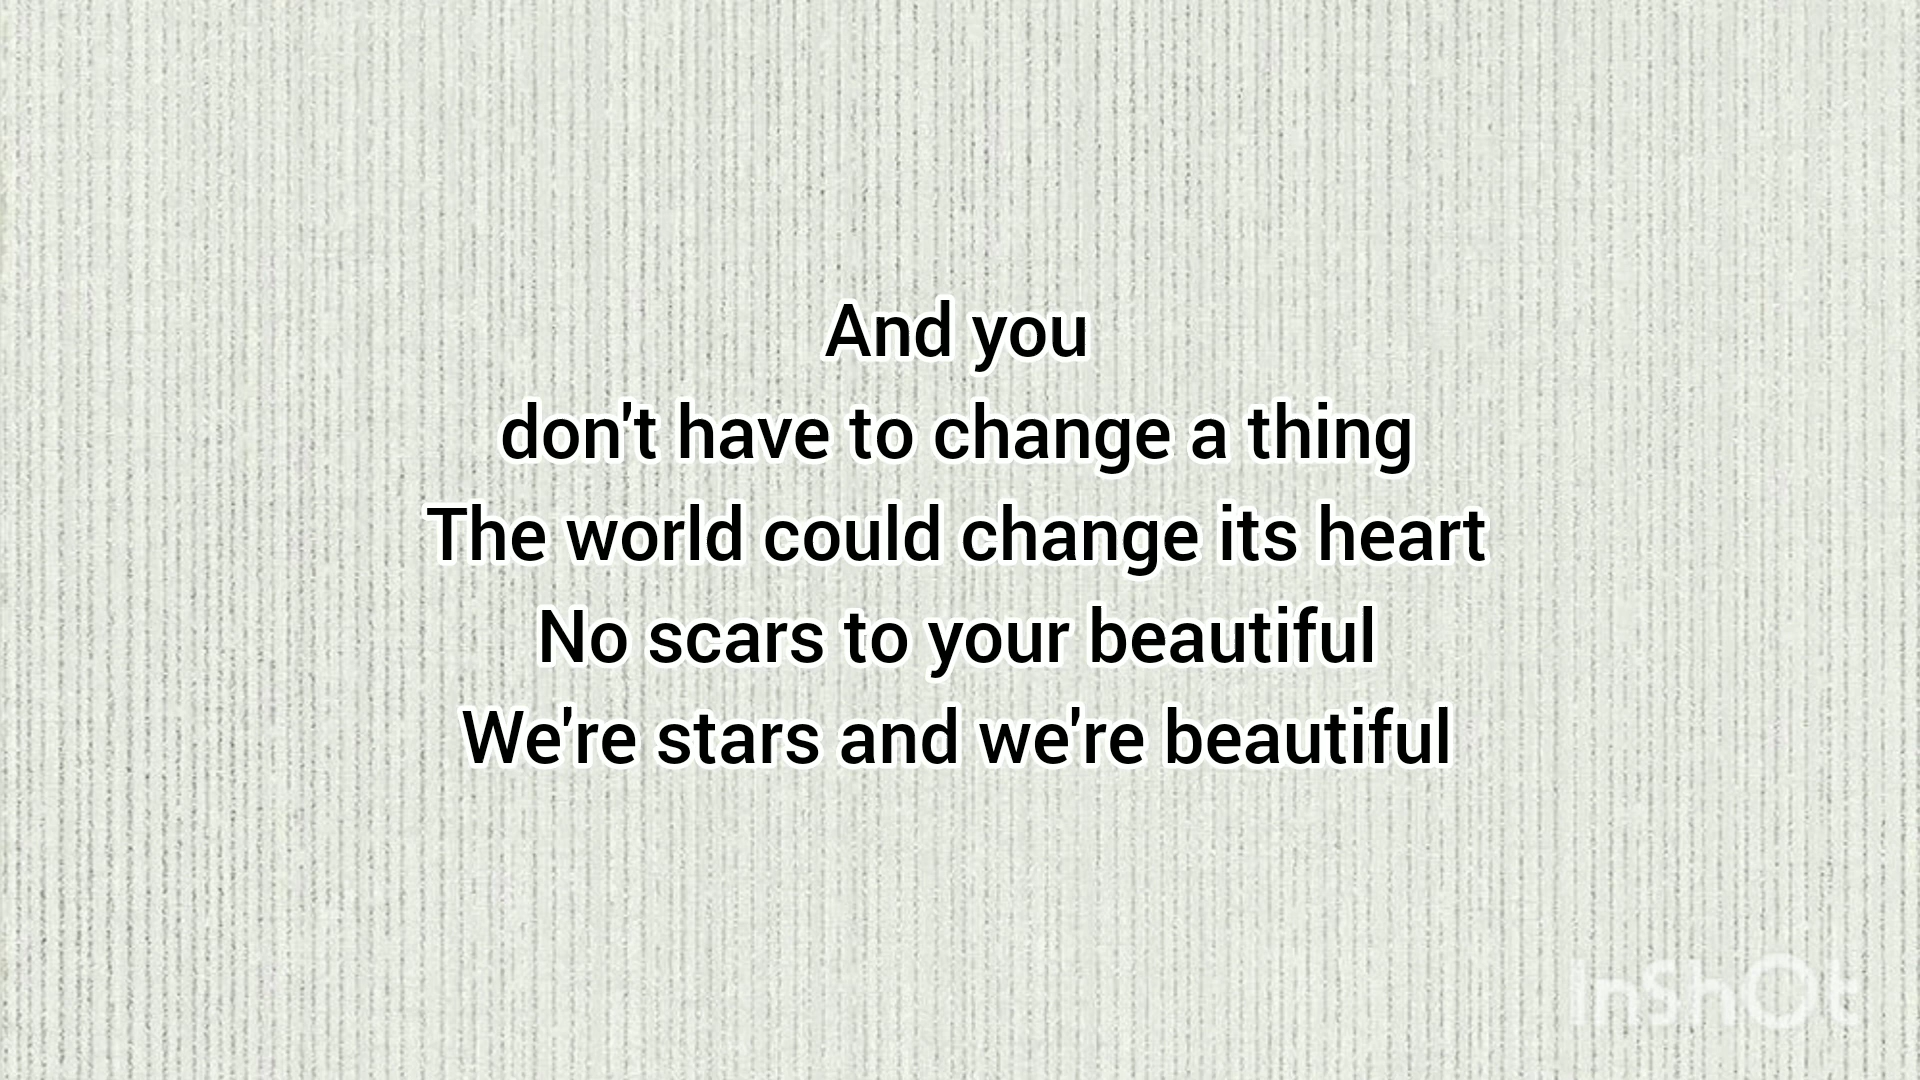 And you
don't have to change a thing
The world could change its heart
No scars to your beautiful
We're stars and we're beautiful
InShOt